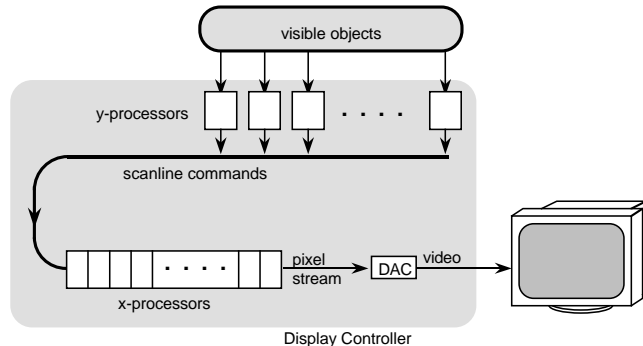 visible objects
y-processors
. . . .
scanline commands
. . . .
pixel
stream
DAC
video
x-processors
Display Controller